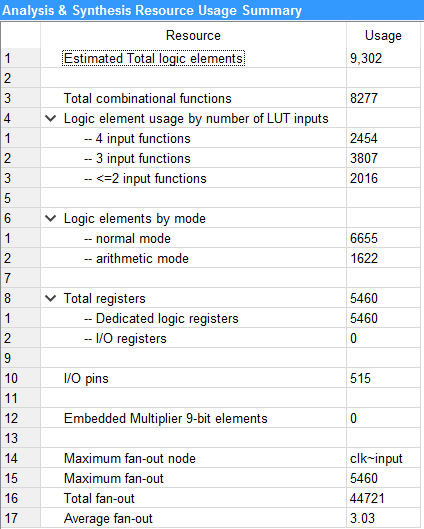 Analysis & Synthesis Resource Usage Summary
Resource Usage
1 Estimated Total logic elements 9,302
2
3 Total combinational functions 8277
4 Logic element usage by number of LUT inputs
1 -- 4 input functions 2454
2 -- 3 input functions 3807
3 -- <=2 input functions 2016
5
6 Logic elements by mode
1 -- normal mode 6655
2 -- arithmetic mode 1622
7
8 Total registers 5460
1 -- Dedicated logic registers 5460
2 -- I/O registers 0
9
10 I/O pins 515
11
12 Embedded Multiplier 9-bit elements 0
13
14 Maximum fan-out node clk~input
15 Maximum fan-out 5460
16 Total fan-out 44721
17 Average fan-out 3.03